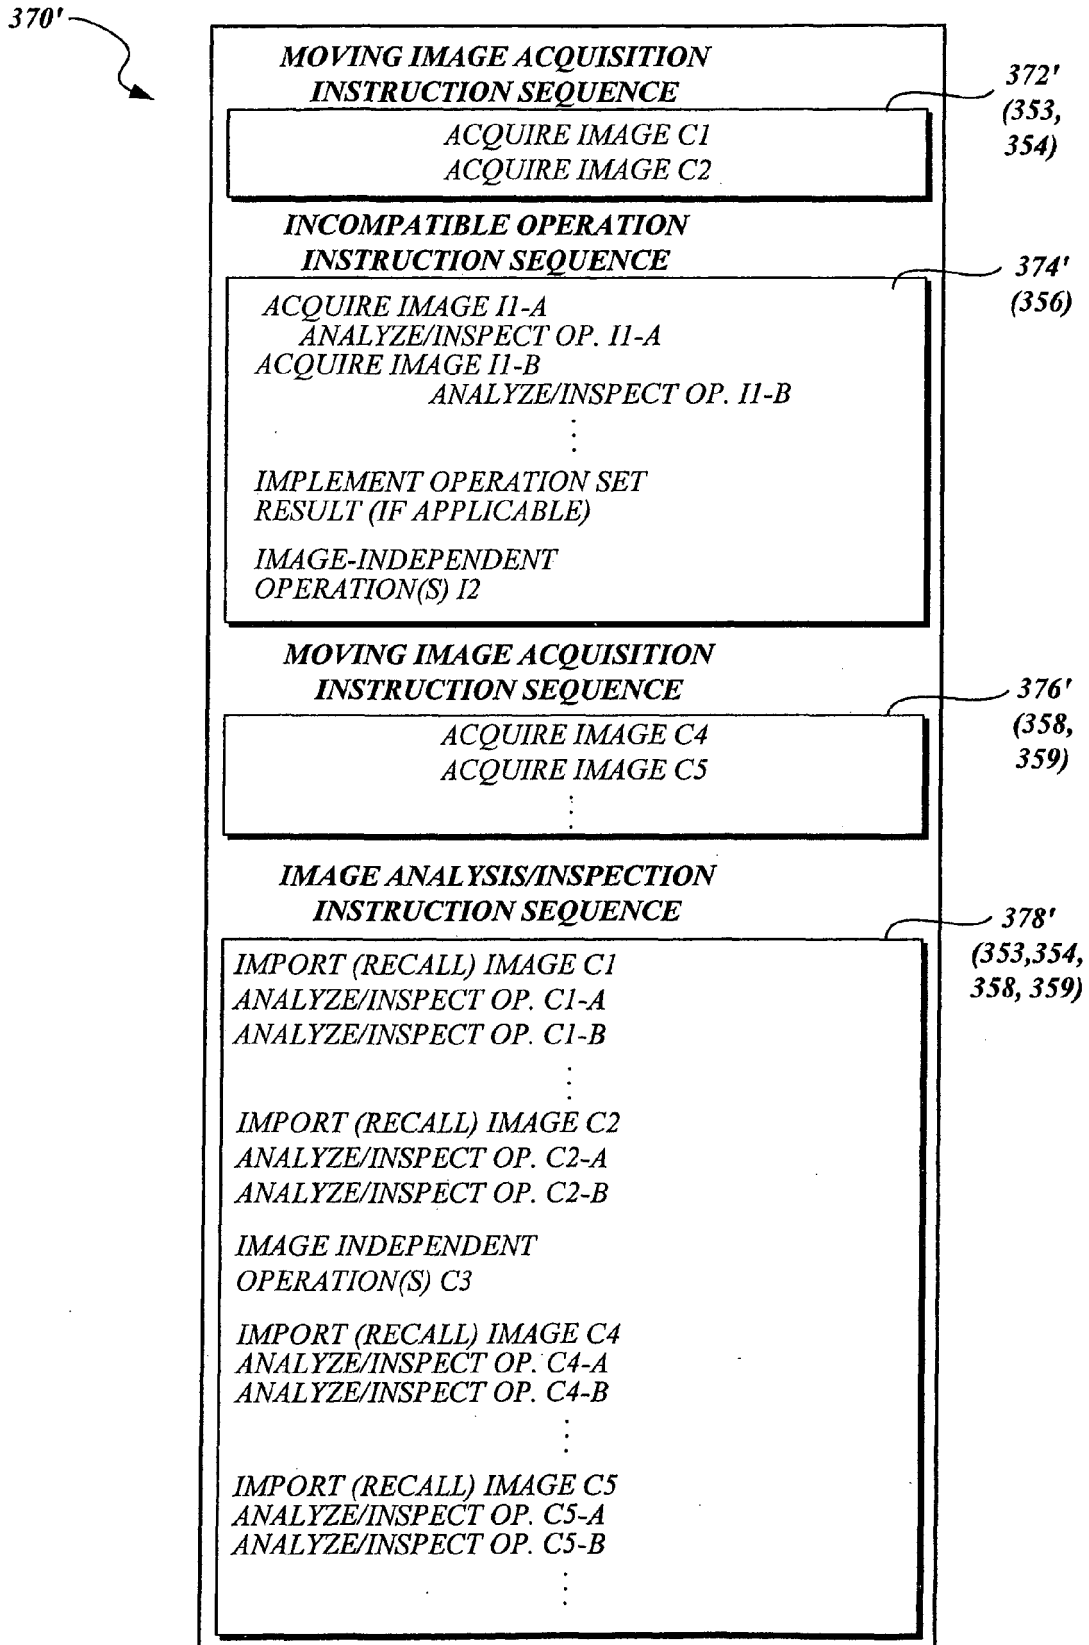 370'
MOVING IMAGE ACQUISITION
INSTRUCTION SEQUENCE
372'
(353,
354)
ACQUIRE IMAGE C1
ACQUIRE IMAGE C2
INCOMPATIBLE OPERATION
INSTRUCTION SEQUENCE
374'
(356)
ACQUIRE IMAGE I1-A
ANALYZE/INSPECT OP. I1-A
ACQUIRE IMAGE I1-B
ANALYZE/INSPECT OP. I1-B
IMPLEMENT OPERATION SET
RESULT (IF APPLICABLE)
IMAGE-INDEPENDENT
OPERATION(S) I2
MOVING IMAGE ACQUISITION
INSTRUCTION SEQUENCE
376'
(358,
359)
ACQUIRE IMAGE C4
ACQUIRE IMAGE C5
IMAGE ANALYSIS/INSPECTION
INSTRUCTION SEQUENCE
378'
(353,354,
358, 359)
IMPORT (RECALL) IMAGE C1
ANALYZE/INSPECT OP. C1-A
ANALYZE/INSPECT OP. C1-B
IMPORT (RECALL) IMAGE C2
ANALYZE/INSPECT OP. C2-A
ANALYZE/INSPECT OP. C2-B
IMAGE INDEPENDENT
OPERATION(S) C3
IMPORT (RECALL) IMAGE C4
ANALYZE/INSPECT OP. C4-A
ANALYZE/INSPECT OP. C4-B
IMPORT (RECALL) IMAGE C5
ANALYZE/INSPECT OP. C5-A
ANALYZE/INSPECT OP. C5-B